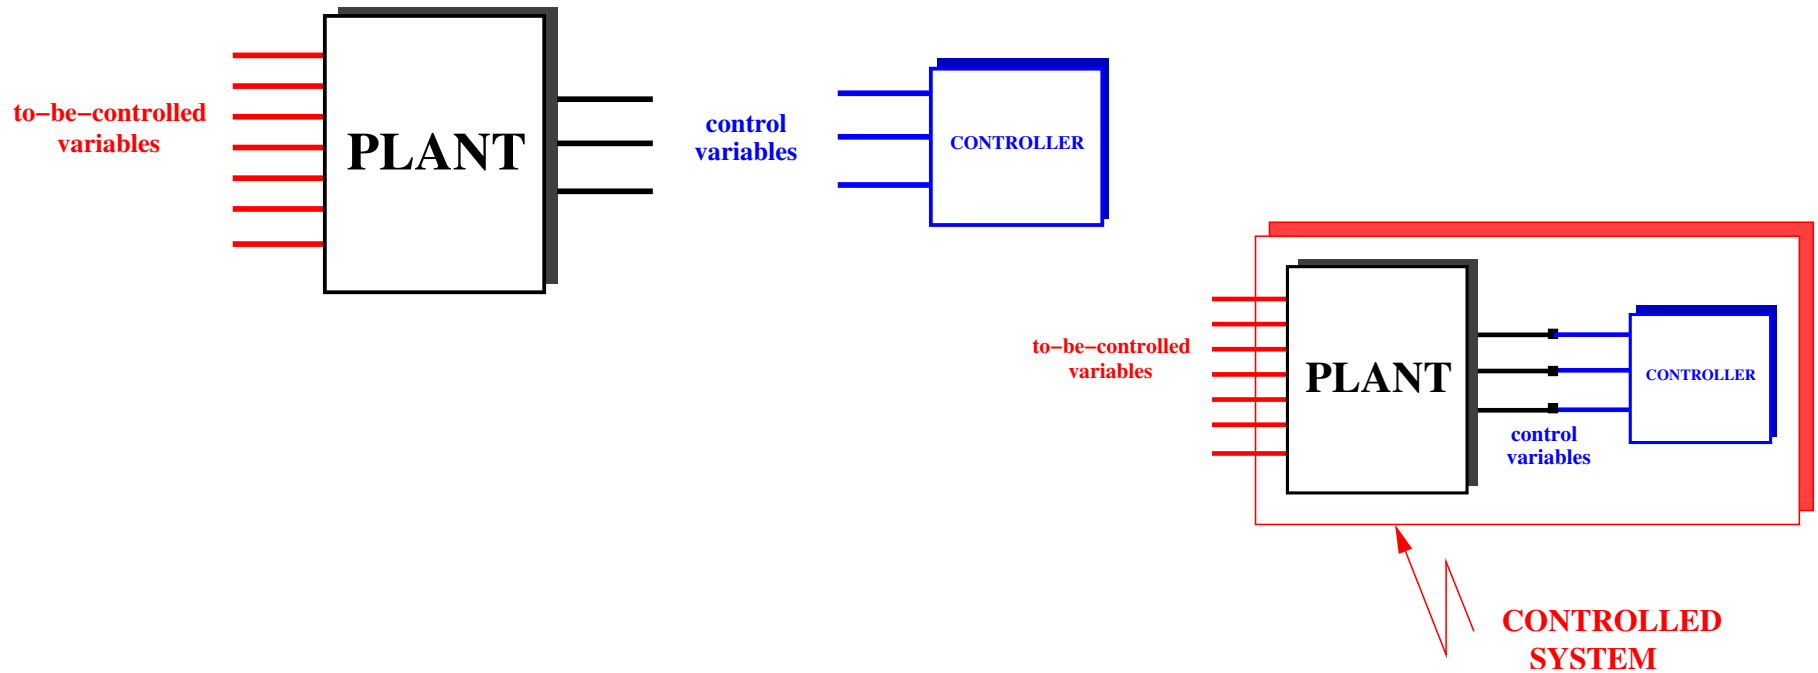 to−be−controlled
variables
PLANT
control
variables
CONTROLLER
to−be−controlled
variables
PLANT
CONTROLLER
control
variables
CONTROLLED
SYSTEM